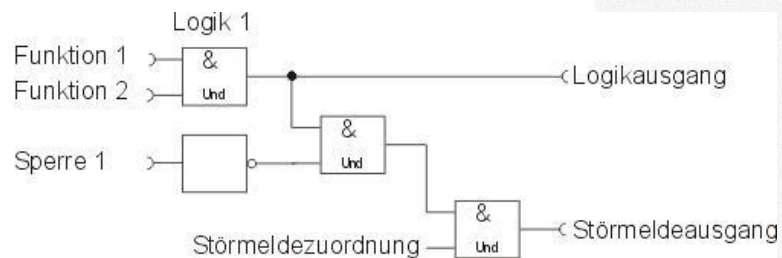 Logik 1
Funktion 1
&
Und
Funktion 2
Logikausgang
&
Und
Sperre 1
&
Und
Störmeldeausgang
Störmeldezuordnung